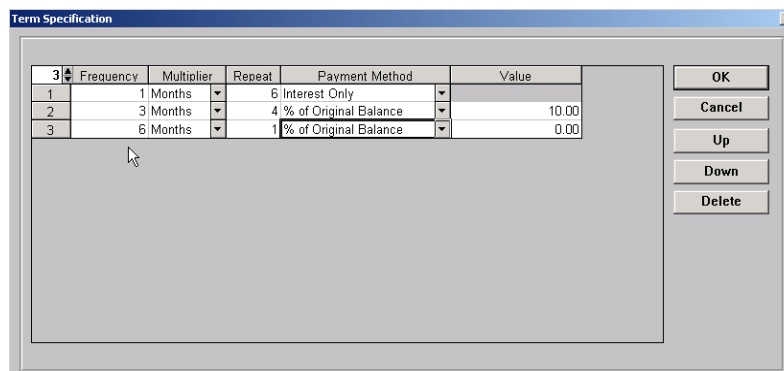 Term Specification
3 Frequency Multiplier Repeat Payment Method Value
1 1 Months 6 Interest Only
2 3 Months 4 % of Original Balance 10.00
3 6 Months 1 % of Original Balance 0.00
OK
Cancel
Up
Down
Delete